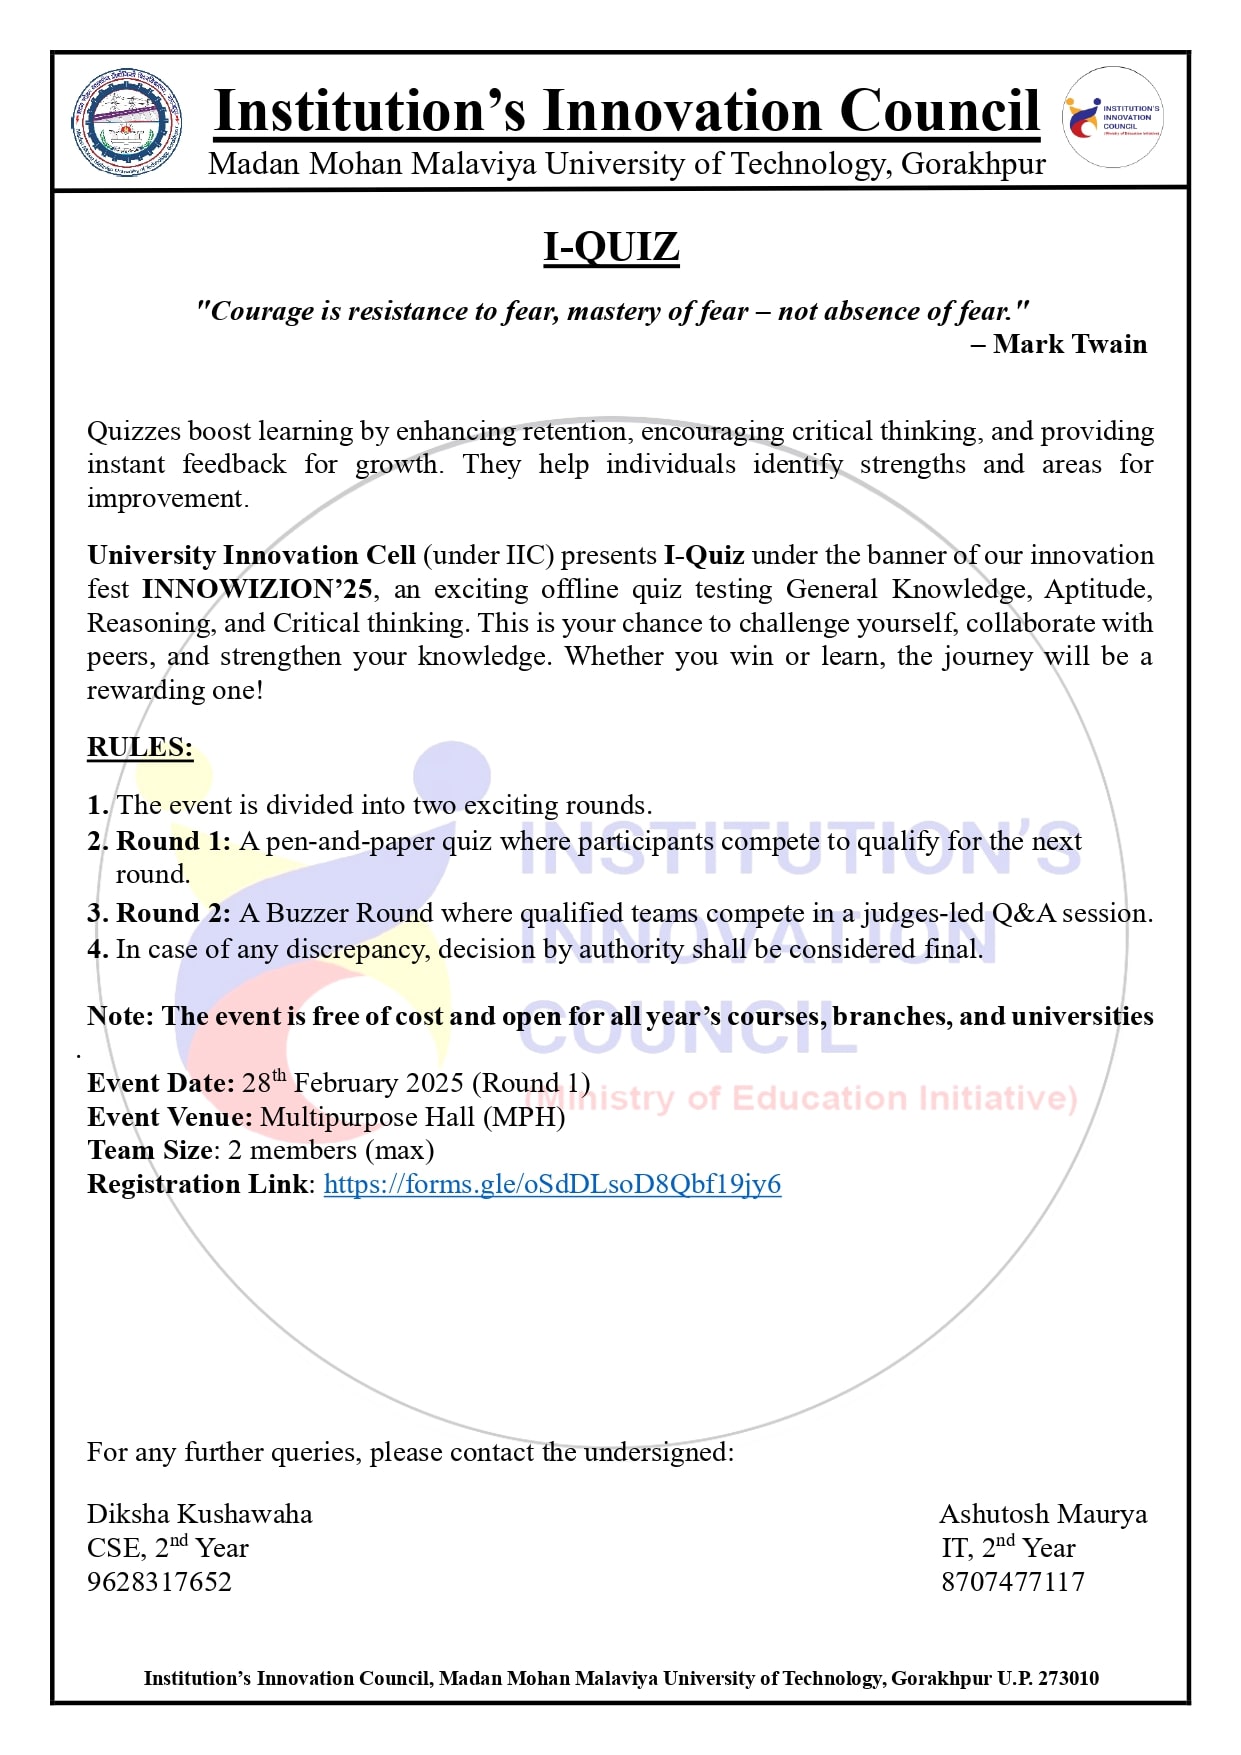 Institution’s Innovation Council
Madan Mohan Malaviya University of Technology, Gorakhpur
INSTITUTION'S
INNOVATION
COUNCIL
(Ministry of Education Initiative)
I-QUIZ
"Courage is resistance to fear, mastery of fear – not absence of fear."
– Mark Twain
Quizzes boost learning by enhancing retention, encouraging critical thinking, and providing
instant feedback for growth. They help individuals identify strengths and areas for
improvement.
University Innovation Cell (under IIC) presents I-Quiz under the banner of our innovation
fest INNOWIZION’25, an exciting offline quiz testing General Knowledge, Aptitude,
Reasoning, and Critical thinking. This is your chance to challenge yourself, collaborate with
peers, and strengthen your knowledge. Whether you win or learn, the journey will be a
rewarding one!
RULES:
1. The event is divided into two exciting rounds.
2. Round 1: A pen-and-paper quiz where participants compete to qualify for the next
round.
3. Round 2: A Buzzer Round where qualified teams compete in a judges-led Q&A session.
4. In case of any discrepancy, decision by authority shall be considered final.
INSTITUTION’S
INNOVATION
COUNCIL
(Ministry of Education Initiative)
Note: The event is free of cost and open for all year’s courses, branches, and universities
.
Event Date: 28th February 2025 (Round 1)
Event Venue: Multipurpose Hall (MPH)
Team Size: 2 members (max)
Registration Link: https://forms.gle/oSdDLsoD8Qbf19jy6
For any further queries, please contact the undersigned:
Diksha Kushawaha
CSE, 2nd Year
9628317652
Ashutosh Maurya
IT, 2nd Year
8707477117
Institution’s Innovation Council, Madan Mohan Malaviya University of Technology, Gorakhpur U.P. 273010